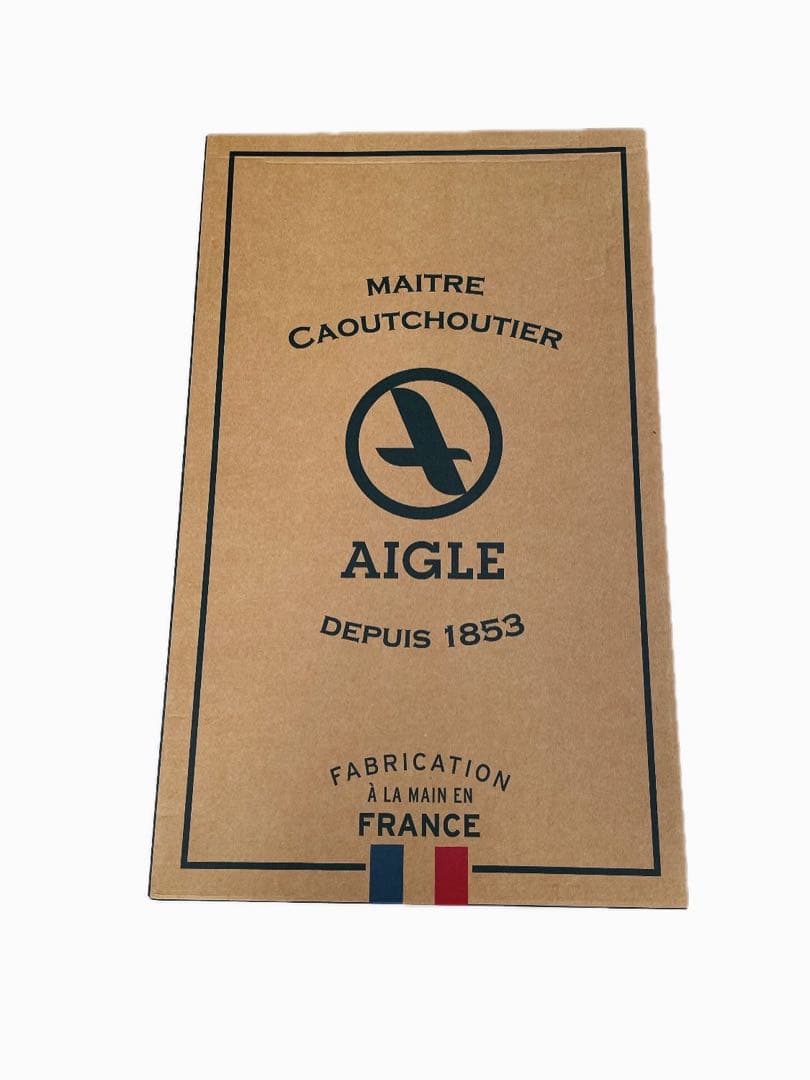 MAITRE
CAOUTCHOUTIER
AIGLE
DEPUIS 1853
FABRICATION
À LA MAIN EN
FRANCE